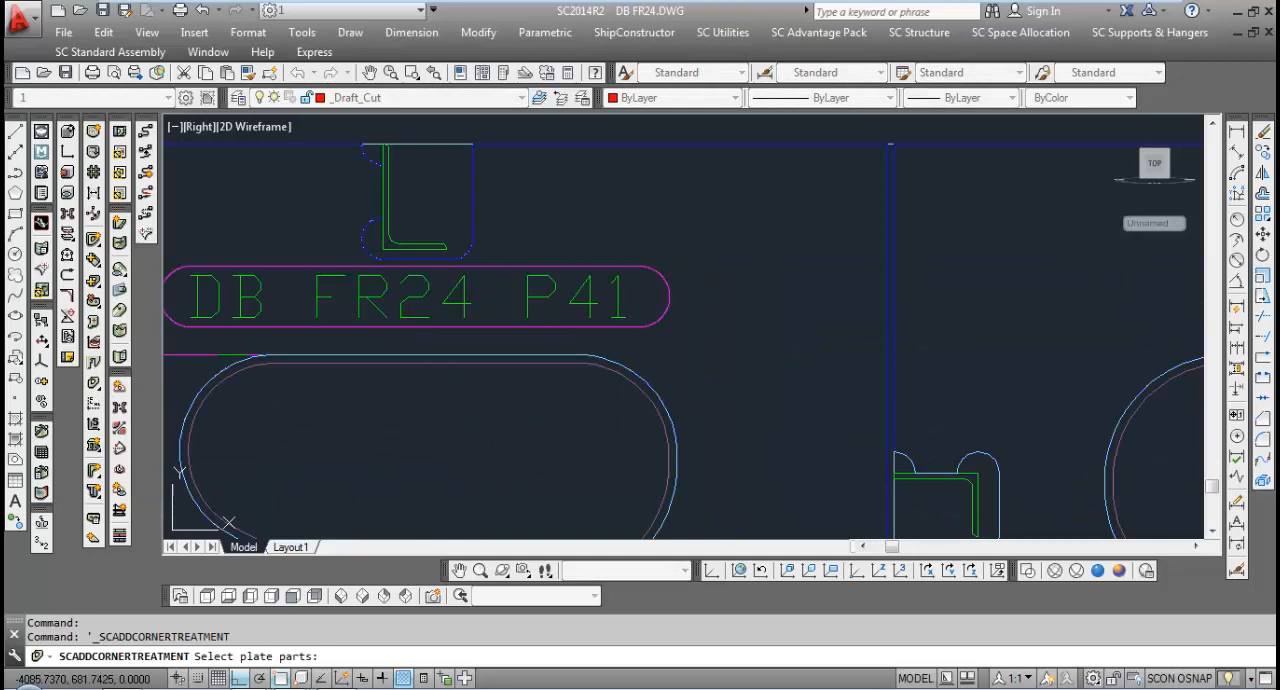 1
SC2014R2 DB FR24.DWG
Type a keyword or phrase
Sign In
File Edit View Insert Format Tools Draw Dimension Modify Parametric ShipConstructor SC Utilities SC Advantage Pack SC Structure SC Space Allocation SC Supports & Hangers
SC Standard Assembly Window Help Express
Standard Standard Standard Standard
1 _Draft_Cut ByLayer ByLayer ByLayer ByColor
[−][Right][2D Wireframe]
TOP
Unnamed
DB FR24 P41
Y
X
Model Layout1
Command:
Command: '_SCADDCORNERTREATMENT
SCADDCORNERTREATMENT Select plate parts:
-4085.7370, 681.7425, 0.0000 MODEL 1:1 SCON OSNAP